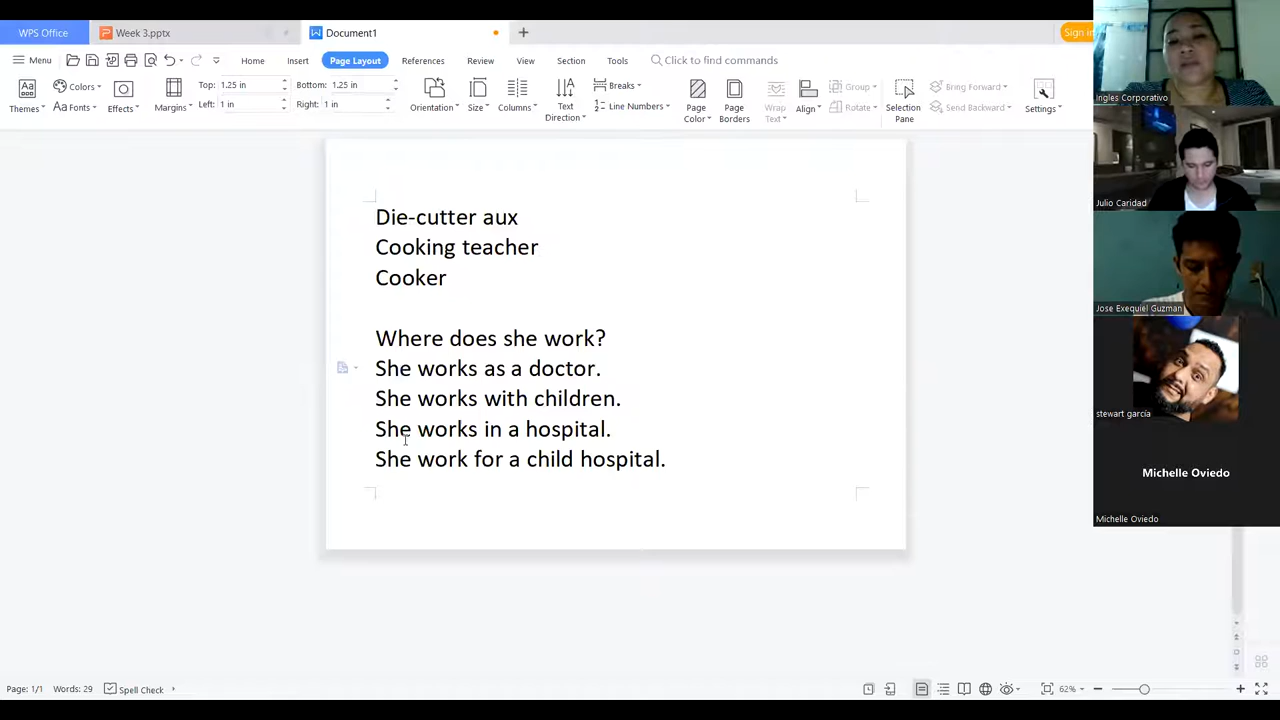 WPS Office
Week 3.pptx
Document1
Sign in
Menu
Home
Insert
Page Layout
References
Review
View
Section
Tools
Click to find commands
Themes
Colors
Fonts
Effects
Margins
Top: 1.25 in
Bottom: 1.25 in
Left: 1 in
Right: 1 in
Orientation
Size
Columns
Text Direction
Breaks
Line Numbers
Page Color
Page Borders
Wrap Text
Align
Group
Rotate
Selection Pane
Bring Forward
Send Backward
Settings
Die-cutter aux
Cooking teacher
Cooker
Where does she work?
She works as a doctor.
She works with children.
She works in a hospital.
She work for a child hospital.
Ingles Corporativo
Julio Caridad
Jose Exequiel Guzman
stewart garcía
Michelle Oviedo
Michelle Oviedo
Page: 1/1
Words: 29
Spell Check
62%